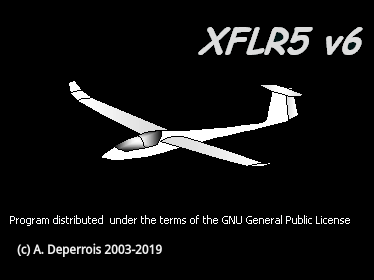 XFLR5 v6
Program distributed  under the terms of the GNU General Public License
(c) A. Deperrois 2003-2019